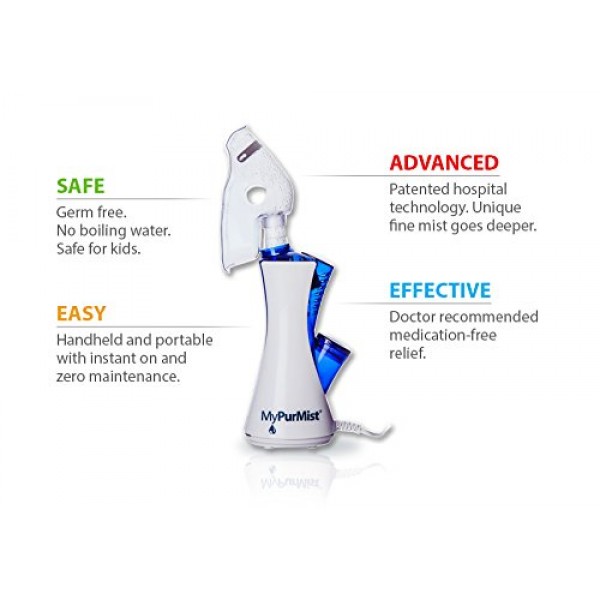 SAFE
Germ free.
No boiling water.
Safe for kids.
EASY
Handheld and portable
with instant on and
zero maintenance.
ADVANCED
Patented hospital
technology. Unique
fine mist goes deeper.
EFFECTIVE
Doctor recommended
medication-free
relief.
MyPurMist®